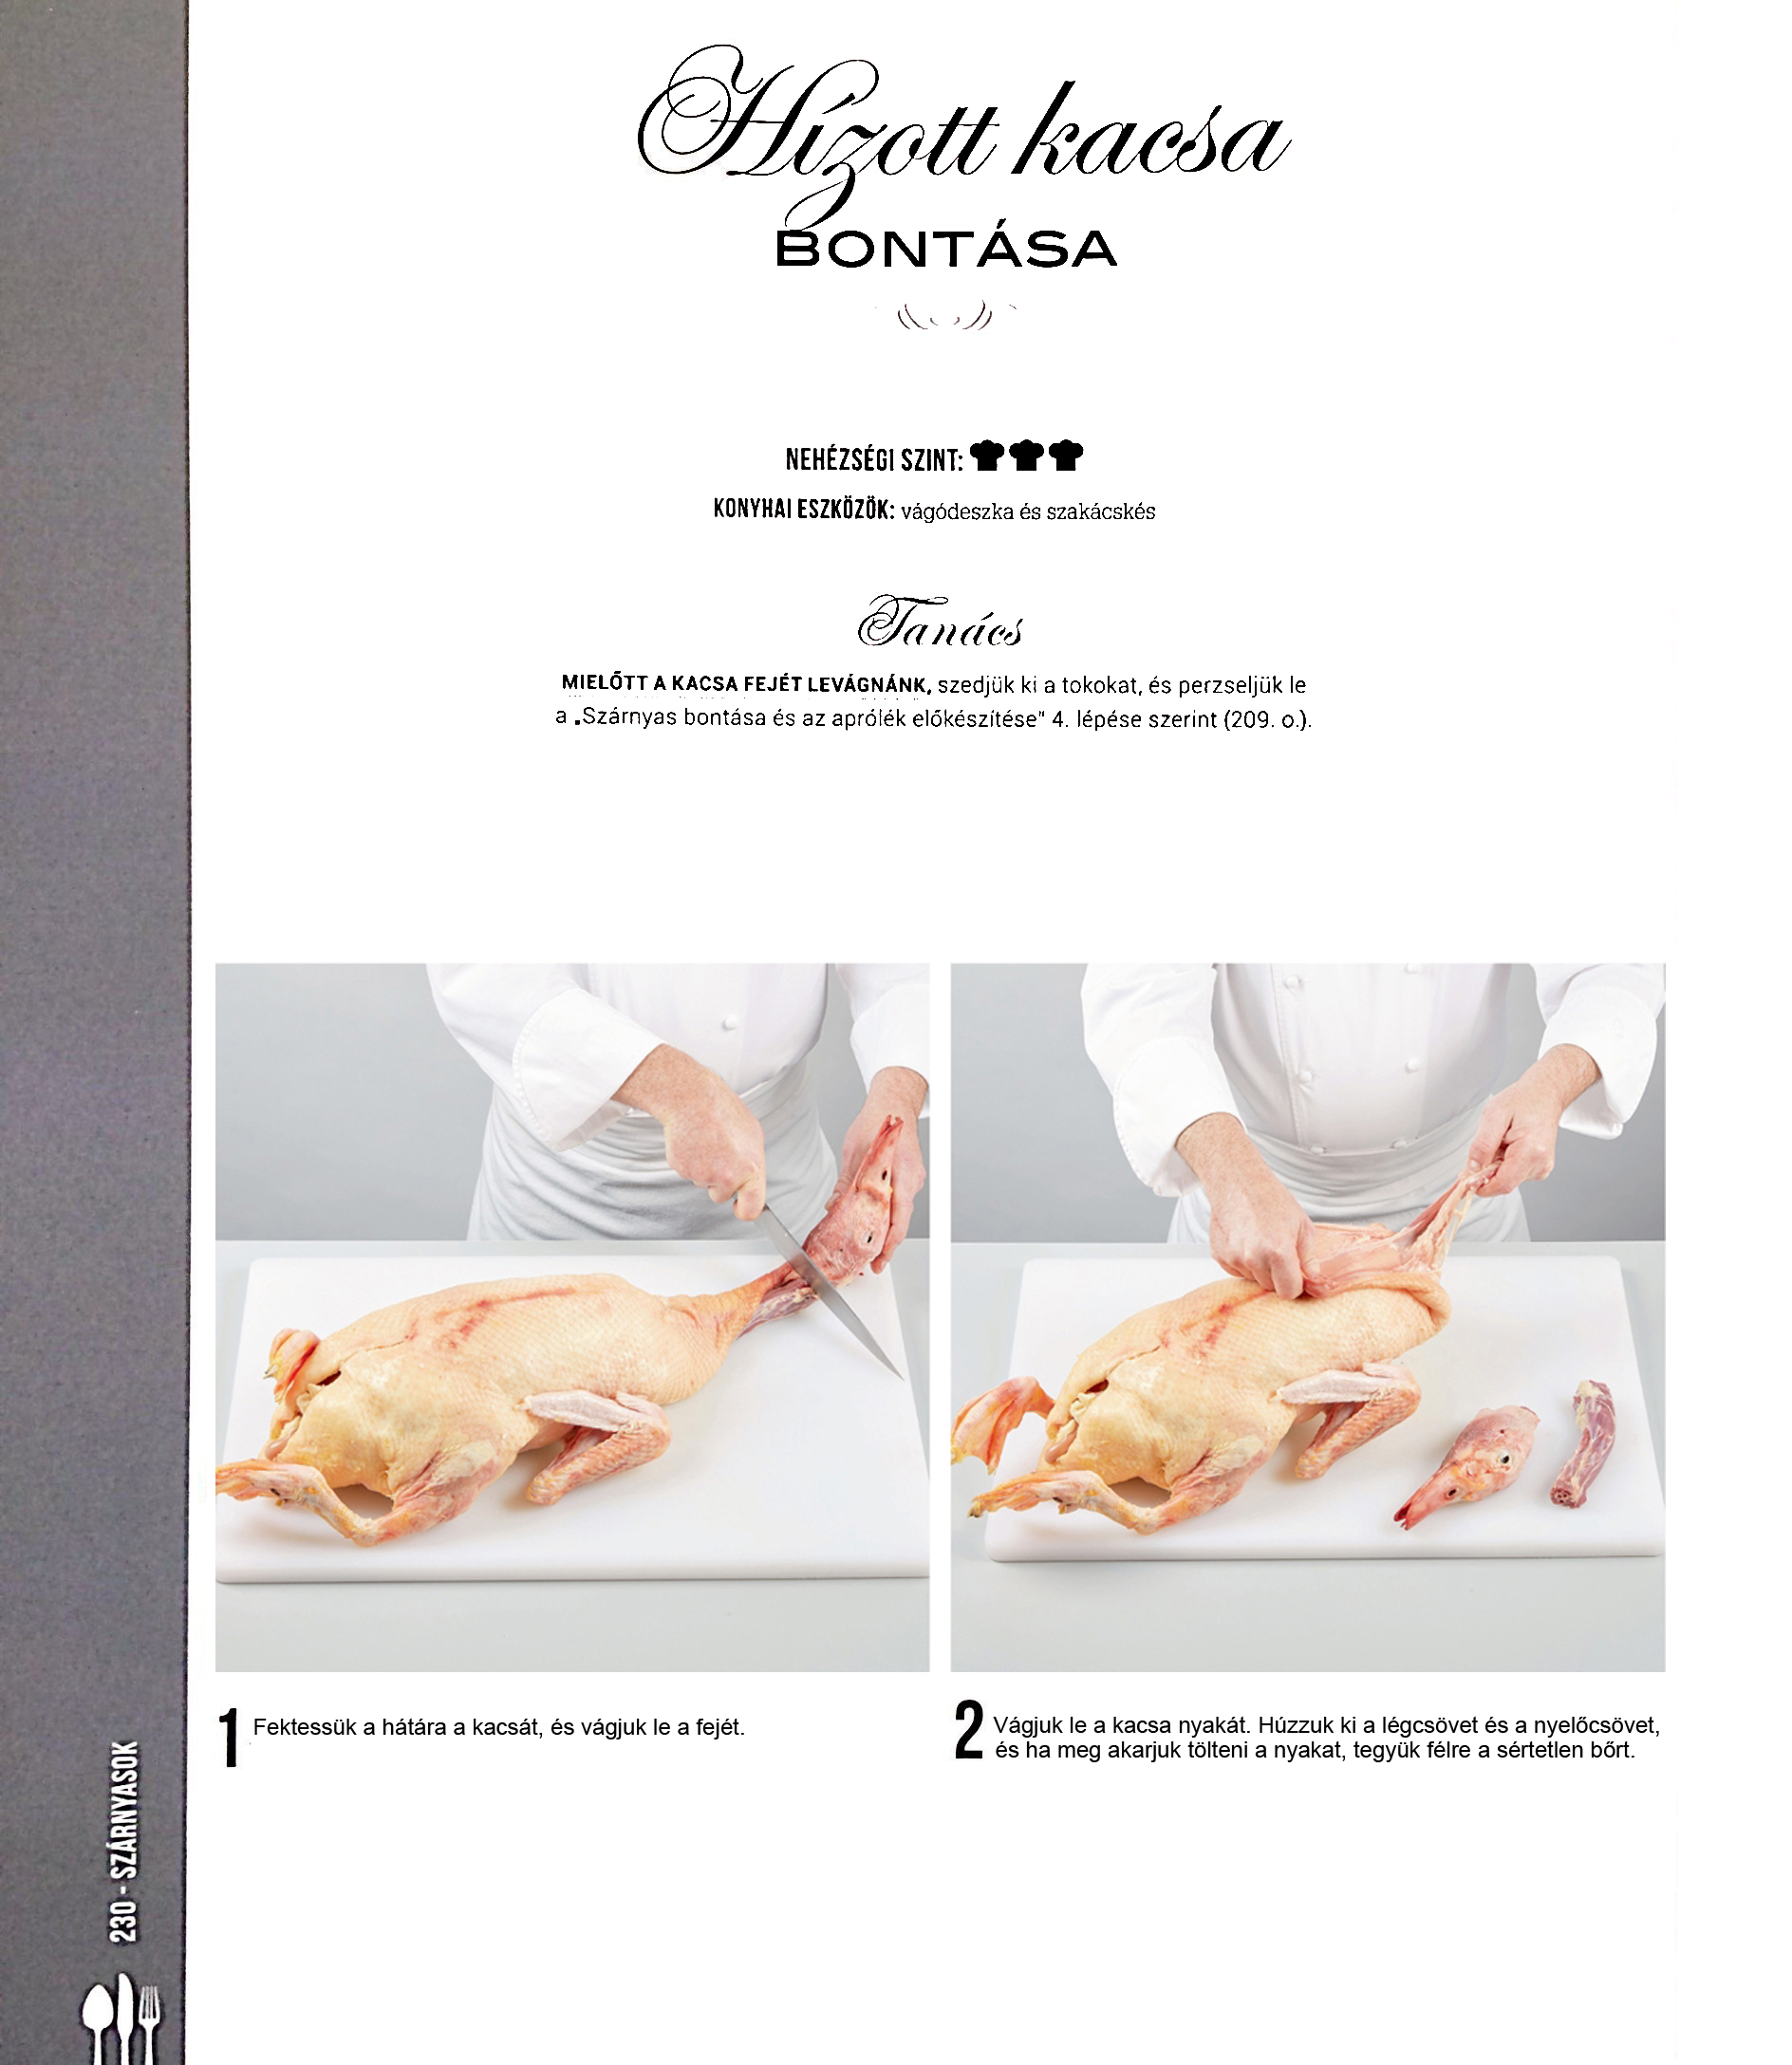 Hízott kacsa
BONTÁSA
NEHÉZSÉGI SZINT:
KONYHAI ESZKÖZÖK: vágódeszka és szakácskés
Tanács
MIELŐTT A KACSA FEJÉT LEVÁGNÁNK, szedjük ki a tokokat, és perzseljük le
a „Szárnyas bontása és az aprólék előkészítése" 4. lépése szerint (209. o.).
1 Fektessük a hátára a kacsát, és vágjuk le a fejét.
2 Vágjuk le a kacsa nyakát. Húzzuk ki a légcsövet és a nyelőcsövet,
és ha meg akarjuk tölteni a nyakat, tegyük félre a sértetlen bőrt.
230 - SZÁRNYASOK